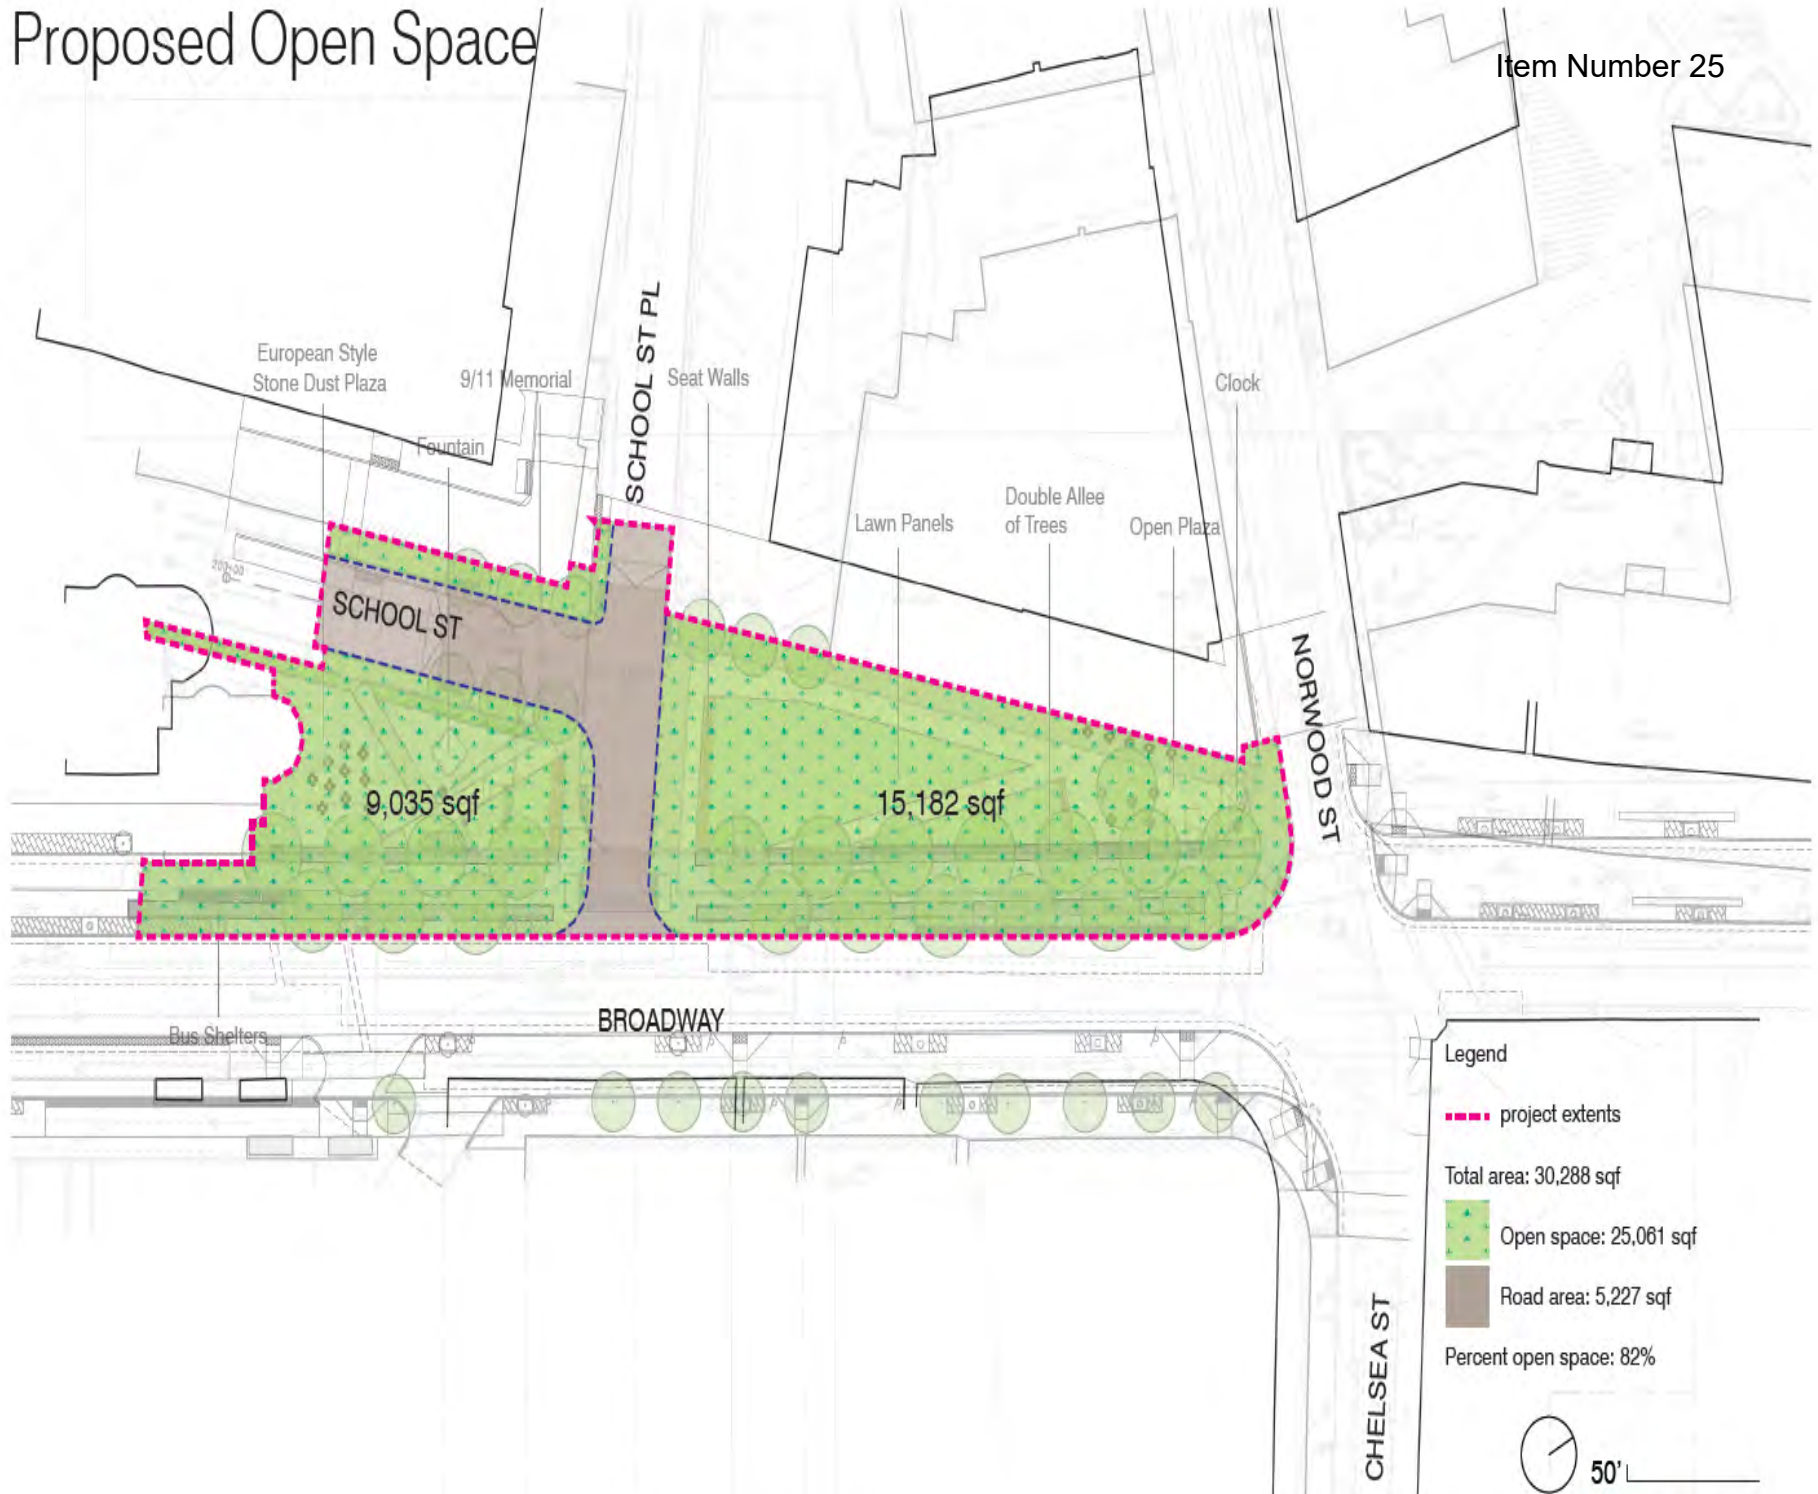 Proposed Open Space
Item Number 25
SCHOOL ST PL
European Style
Stone Dust Plaza
9/11 Memorial
Seat Walls
Clock
Fountain
Lawn Panels
Double Allee
of Trees
Open Plaza
SCHOOL ST
NORWOOD ST
9,035 sqf
15,182 sqf
BROADWAY
Bus Shelters
Legend
project extents
Total area: 30,288 sqf
Open space: 25,061 sqf
Road area: 5,227 sqf
Percent open space: 82%
CHELSEA ST
50'